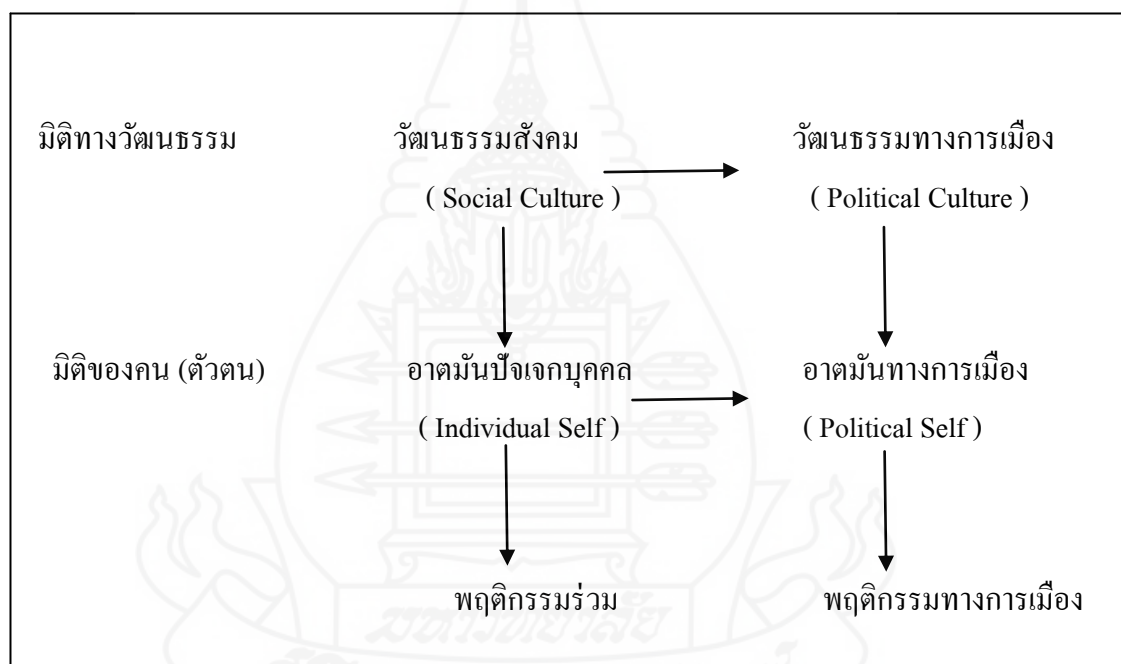 มิติทางวัฒนธรรม วัฒนธรรมสังคม วัฒนธรรมทางการเมือง
( Social Culture ) ( Political Culture )
มิติของคน (ตัวตน) อาตมันปัจเจกบุคคล อาตมันทางการเมือง
( Individual Self ) ( Political Self )
พฤติกรรมร่วม พฤติกรรมทางการเมือง